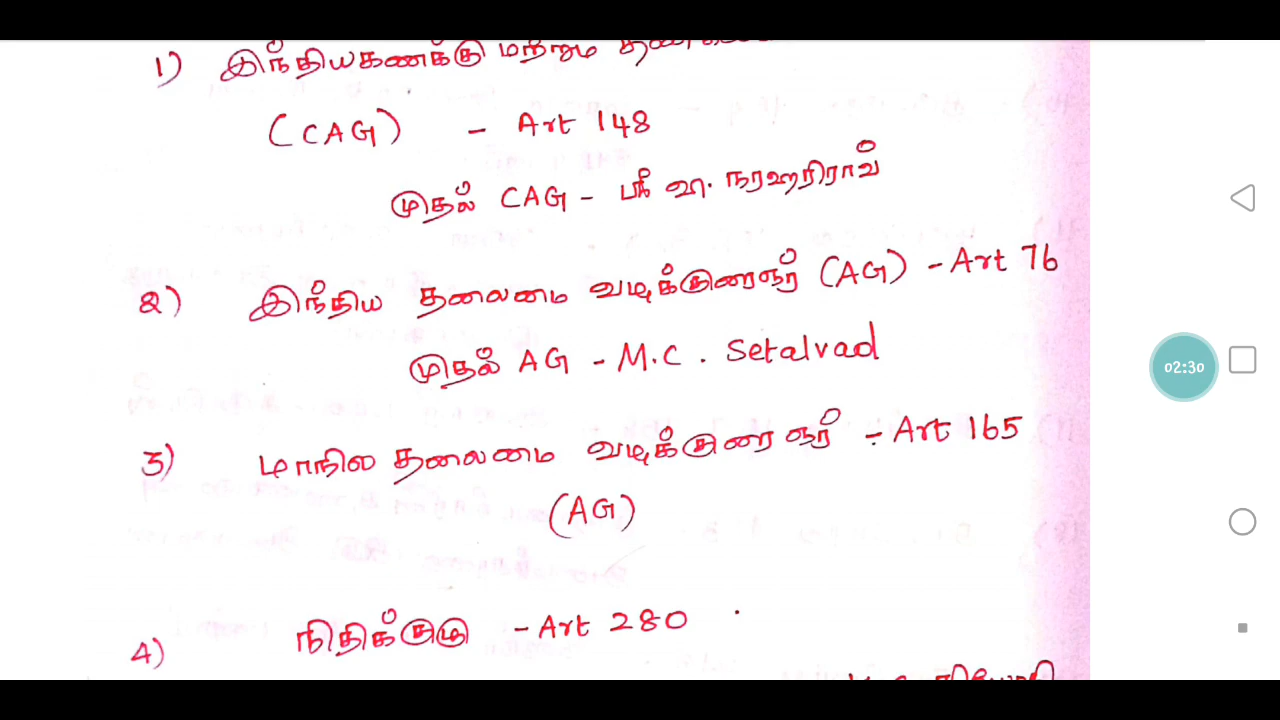 1) இந்தியகணக்கு மற்றும்
(CAG) - Art 148
முதல் CAG - ஸ்ரீ வி. நரஹரிராவ்
2) இந்திய தலைமை வழக்குரைஞர் (AG) - Art 76
முதல் AG - M.C. Setalvad
3) மாநில தலைமை வழக்குரைஞர் - Art 165
(AG)
4) நிதிக்குழு - Art 280
02:30